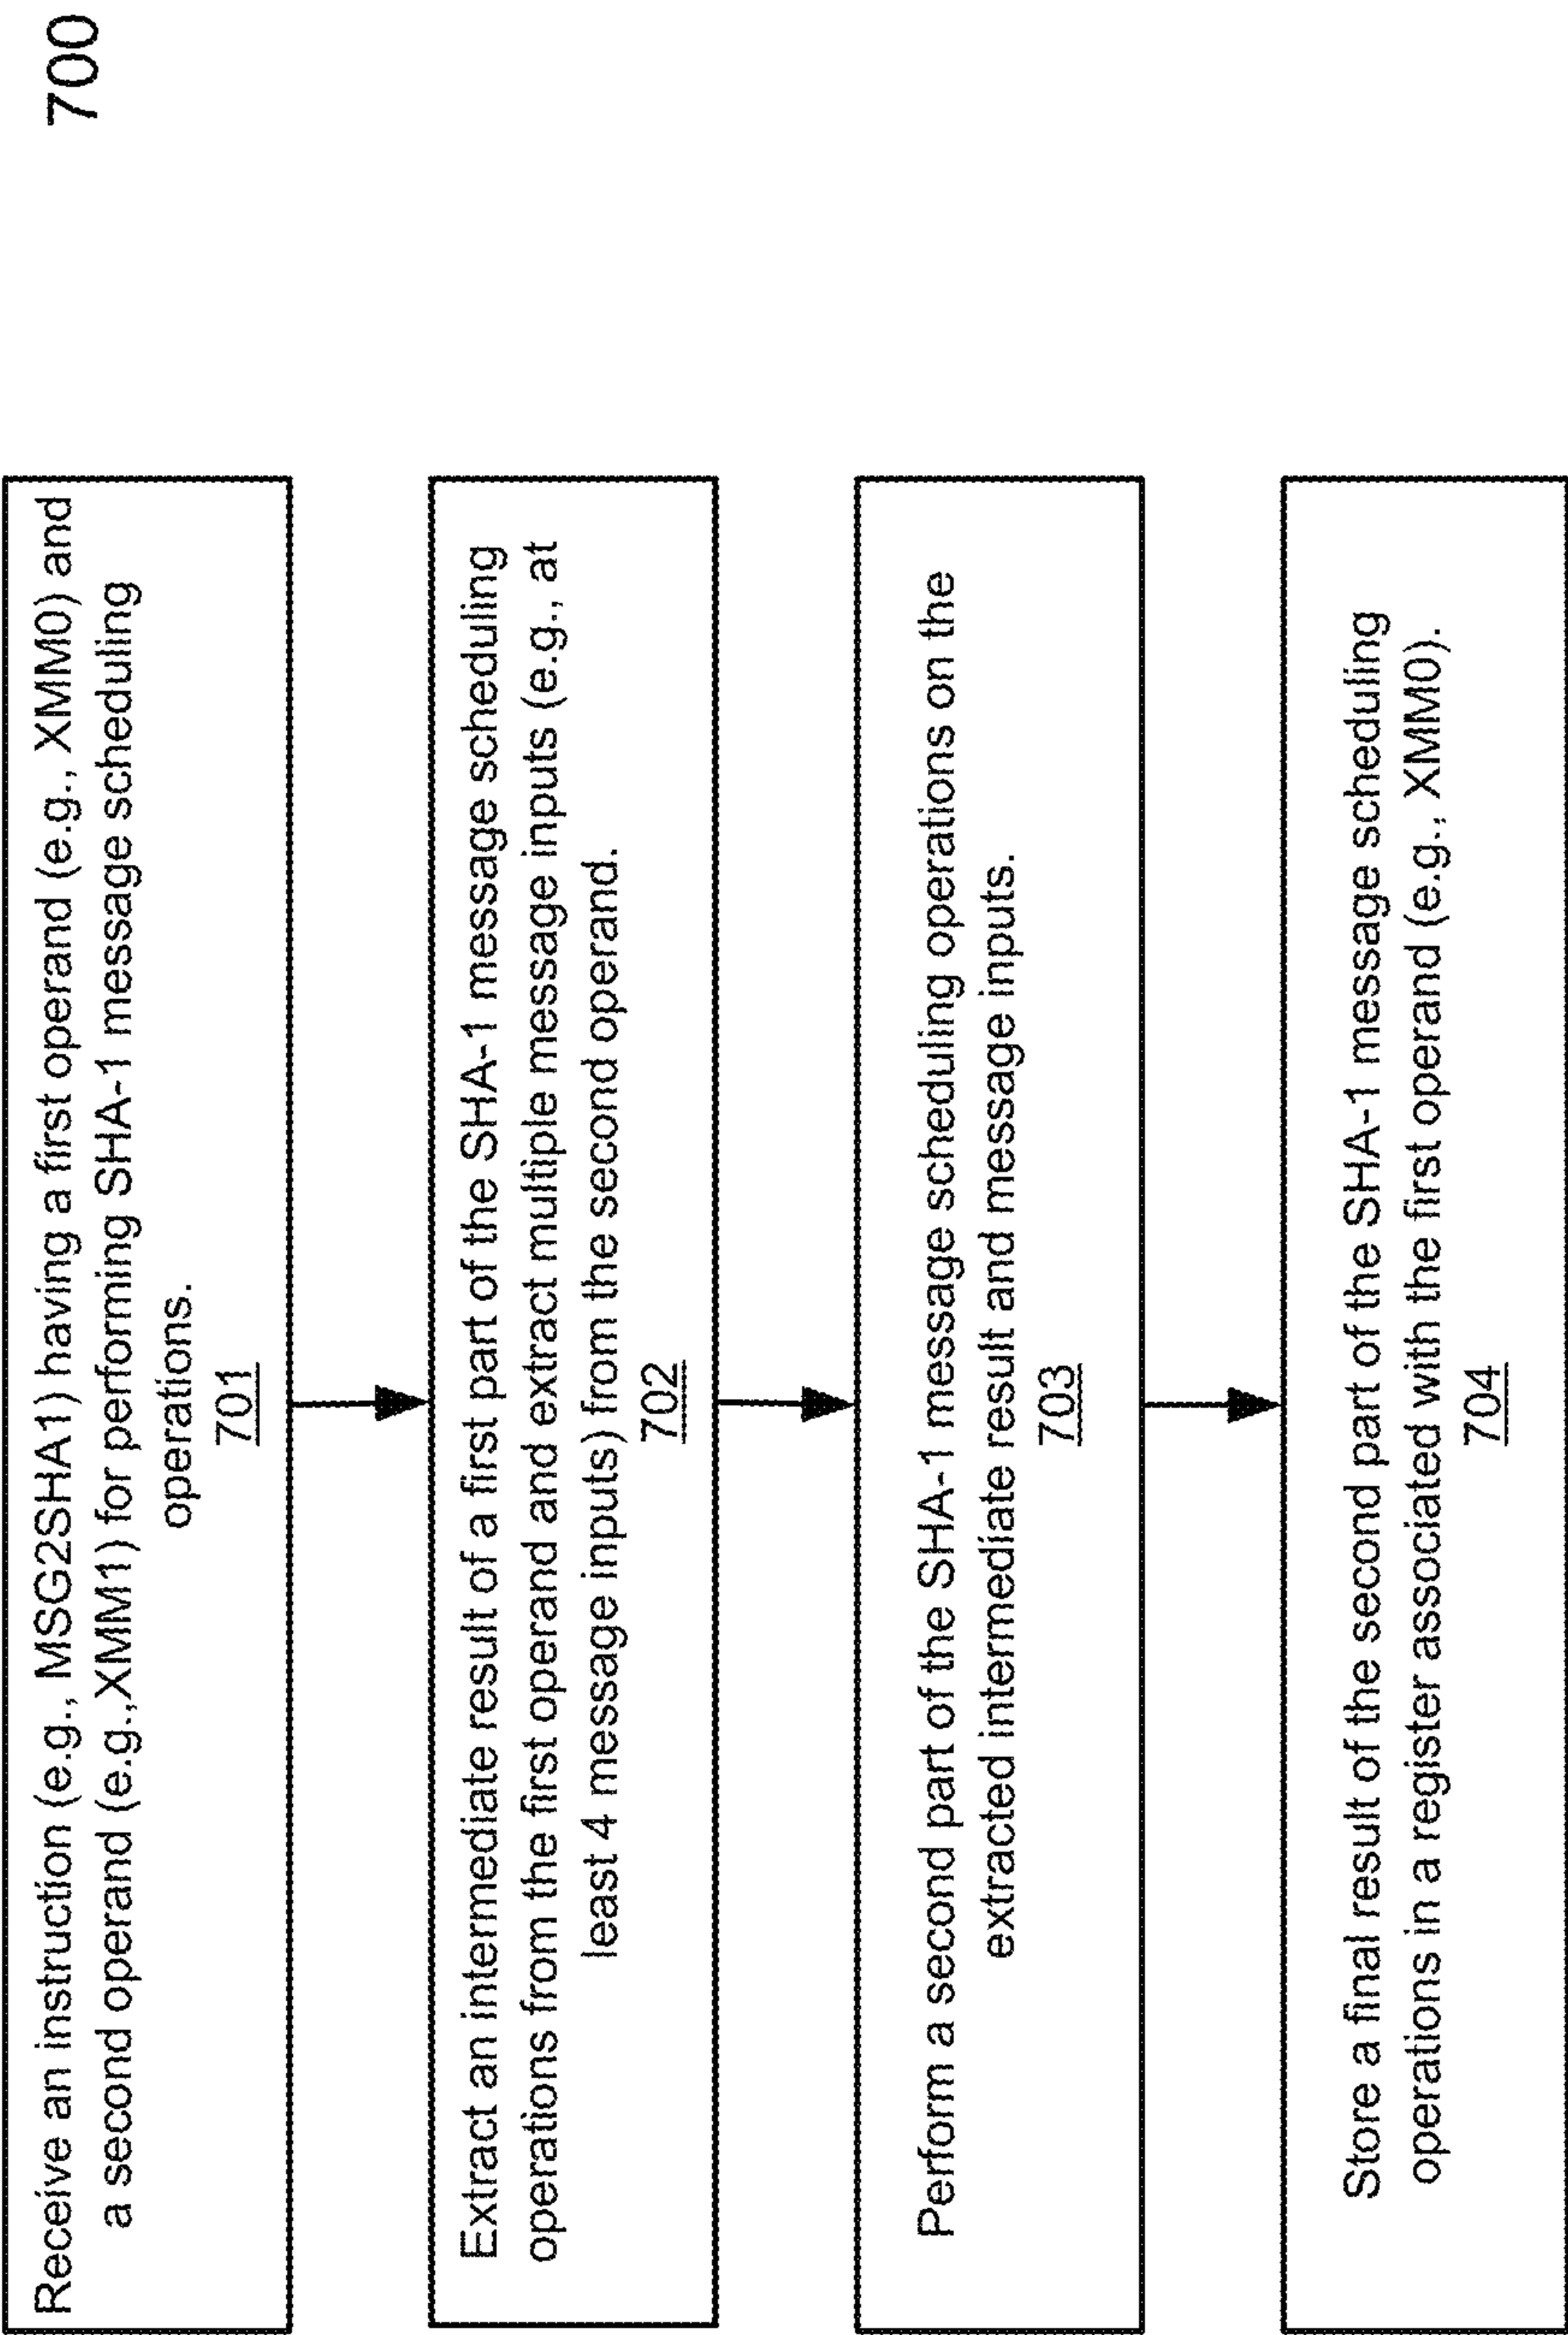 700
Receive an instruction (e.g., MSG2SHA1) having a first operand (e.g., XMM0) and
a second operand (e.g.,XMM1) for performing SHA-1 message scheduling
operations.
701
Extract an intermediate result of a first part of the SHA-1 message scheduling
operations from the first operand and extract multiple message inputs (e.g., at
least 4 message inputs) from the second operand.
702
Perform a second part of the SHA-1 message scheduling operations on the
extracted intermediate result and message inputs.
703
Store a final result of the second part of the SHA-1 message scheduling
operations in a register associated with the first operand (e.g., XMM0).
704